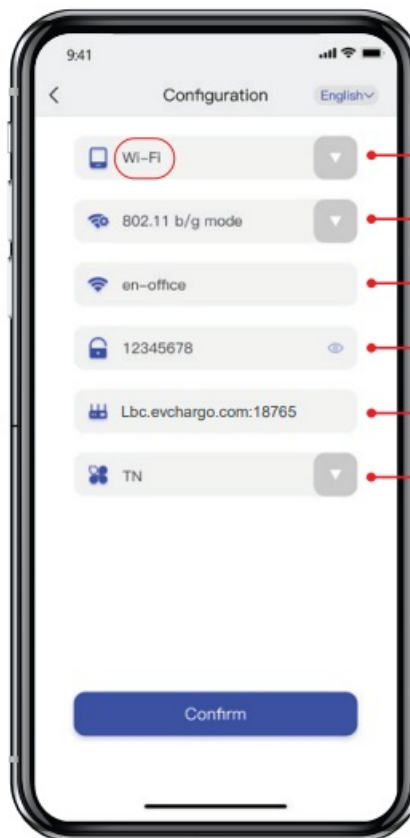 9:41
Configuration
English
Wi-Fi
802.11 b/g mode
en-office
12345678
Lbc.evchargo.com:18765
TN
Confirm